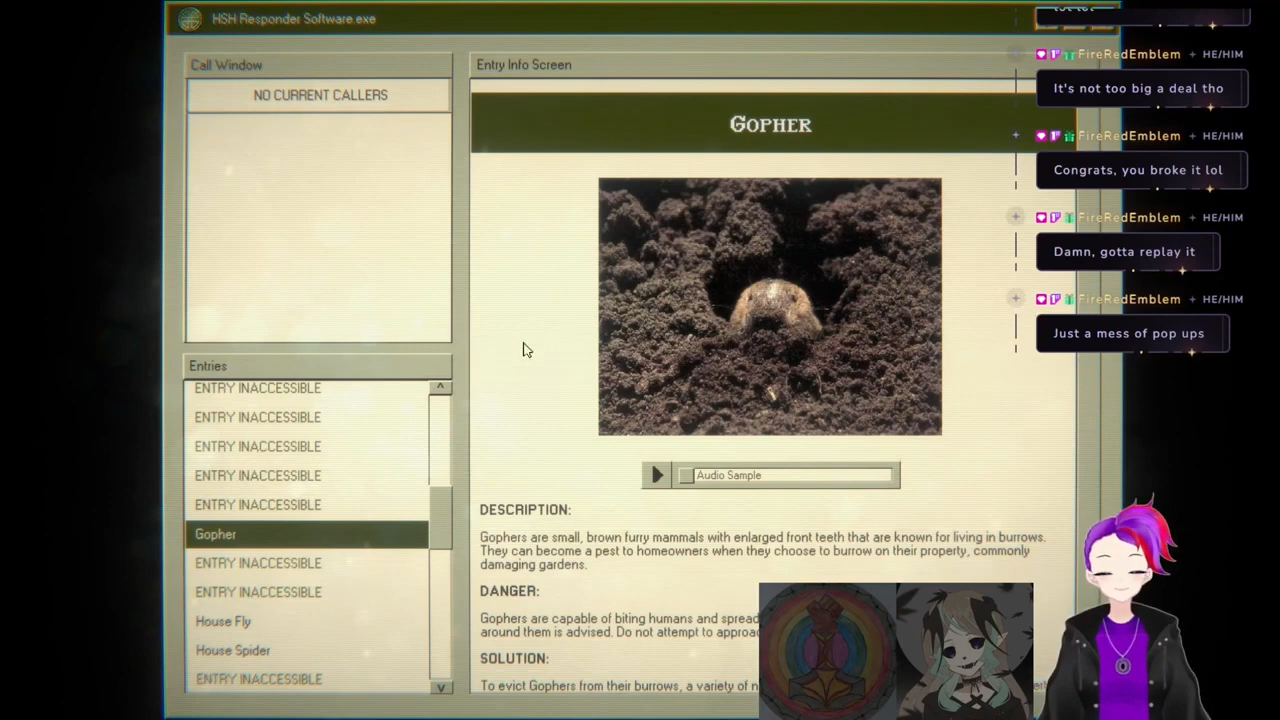 HSH Responder Software.exe
Call Window
NO CURRENT CALLERS
Entries
ENTRY INACCESSIBLE
ENTRY INACCESSIBLE
ENTRY INACCESSIBLE
ENTRY INACCESSIBLE
ENTRY INACCESSIBLE
Gopher
ENTRY INACCESSIBLE
ENTRY INACCESSIBLE
House Fly
House Spider
ENTRY INACCESSIBLE
Entry Info Screen
GOPHER
Audio Sample
DESCRIPTION:
Gophers are small, brown furry mammals with enlarged front teeth that are known for living in burrows.
They can become a pest to homeowners when they choose to burrow on their property, commonly
damaging gardens.
DANGER:
Gophers are capable of biting humans and spread
around them is advised. Do not attempt to
SOLUTION:
To evict Gophers from their burrows, a variety of
FireRedEmblem HE/HIM
It's not too big a deal tho
FireRedEmblem HE/HIM
Congrats, you broke it lol
FireRedEmblem HE/HIM
Damn, gotta replay it
FireRedEmblem HE/HIM
Just a mess of pop ups